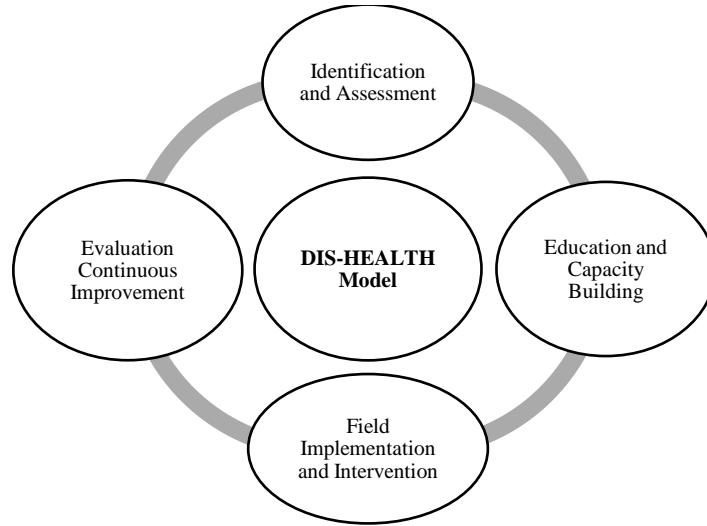 Identification
and Assessment
DIS-HEALTH
Model
Education and
Capacity
Building
Field
Implementation
and Intervention
Evaluation
Continuous
Improvement